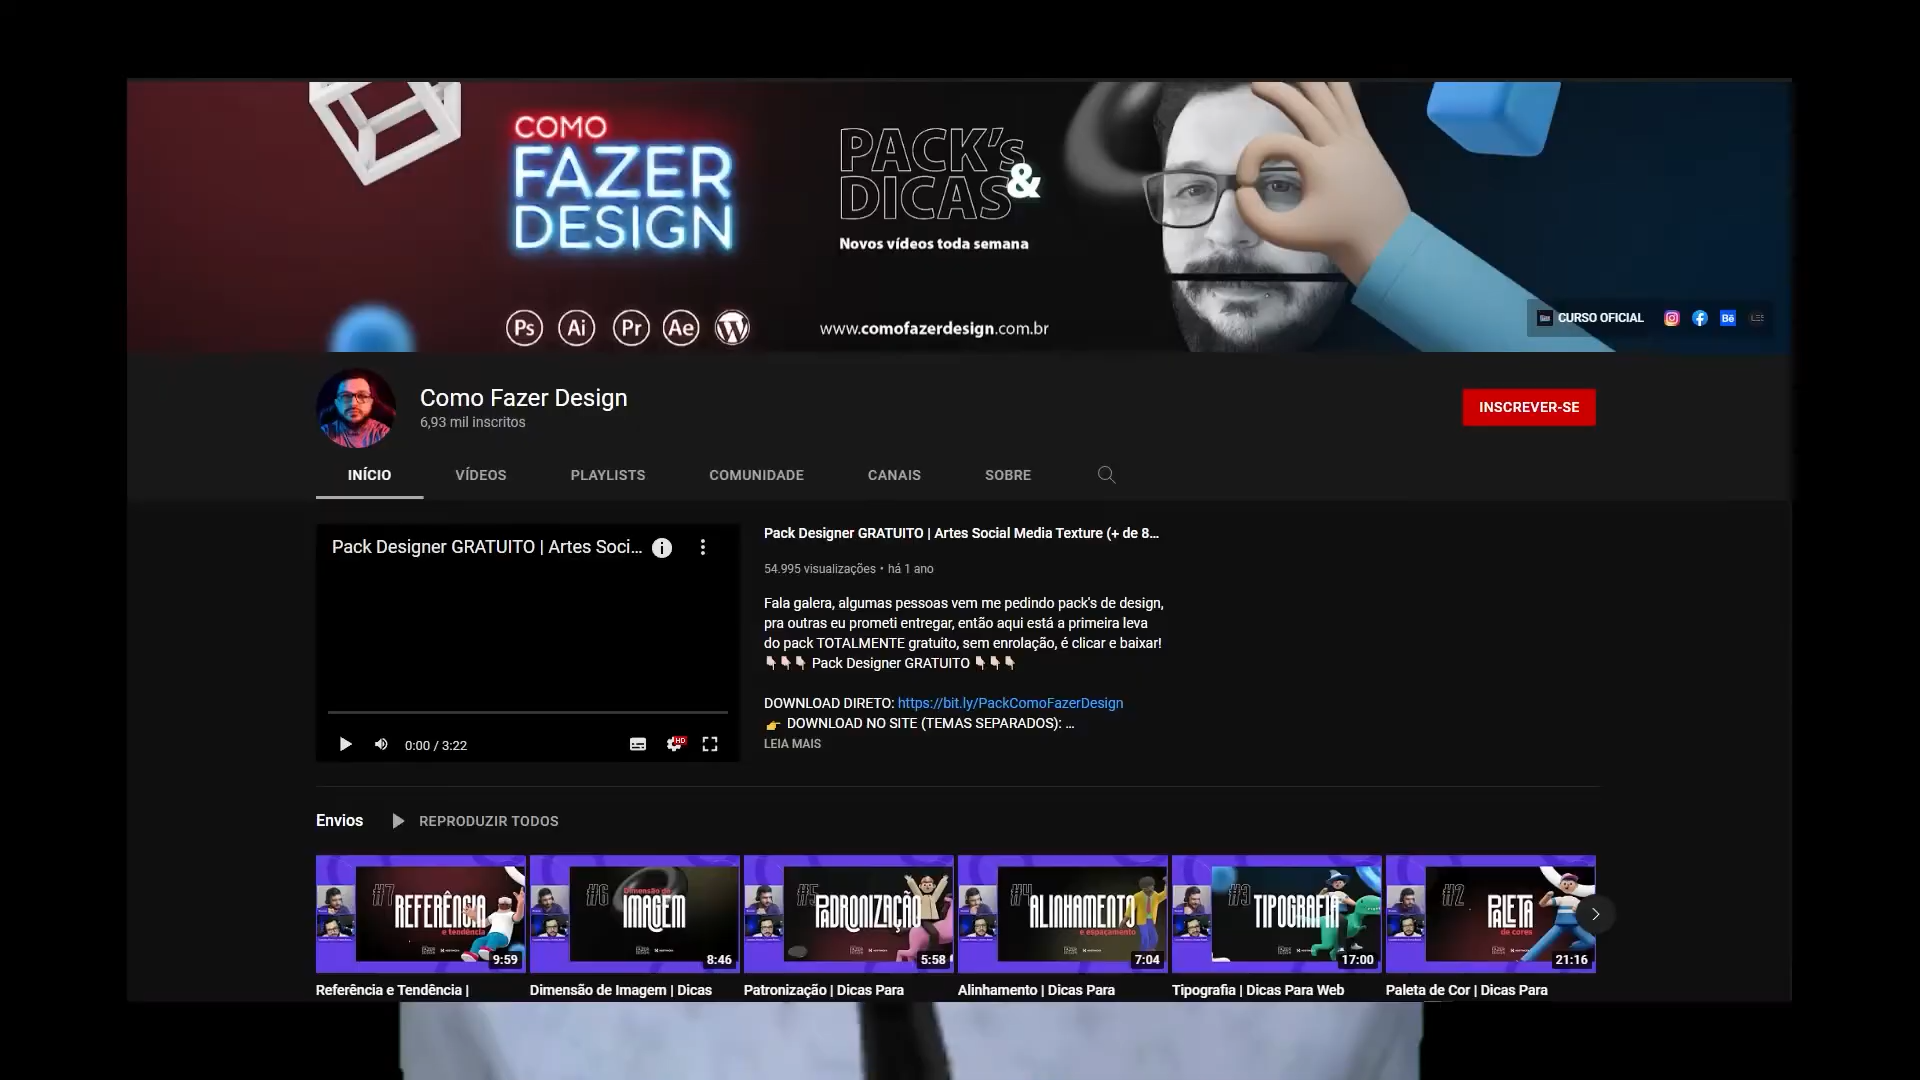 COMO
FAZER
DESIGN
PACK's
& DICAS
Novos vídeos toda semana
Ps Ai Pr Ae
www.comofazerdesign.com.br
CURSO OFICIAL
Bē
Como Fazer Design
6,93 mil inscritos
INSCREVER-SE
INÍCIO VÍDEOS PLAYLISTS COMUNIDADE CANAIS SOBRE
Pack Designer GRATUITO | Artes Soci...
0:00 / 3:22
HD
Pack Designer GRATUITO | Artes Social Media Texture (+ de 8...
54.995 visualizações • há 1 ano
Fala galera, algumas pessoas vem me pedindo pack's de design,
pra outras eu prometi entregar, então aqui está a primeira leva
do pack TOTALMENTE gratuito, sem enrolação, é clicar e baixar!
👇🏻👇🏻👇🏻 Pack Designer GRATUITO 👇🏻👇🏻👇🏻
DOWNLOAD DIRETO: https://bit.ly/PackComoFazerDesign
👉 DOWNLOAD NO SITE (TEMAS SEPARADOS): ...
LEIA MAIS
Envios REPRODUZIR TODOS
#7 REFERÊNCIA
e tendência
9:59
#6 Dimensão de
IMAGEM
8:46
#5 PADRONIZAÇÃO
5:58
#4 ALINHAMENTO
e espaçamento
7:04
#3 TIPOGRAFIA
17:00
#2 PALETA
de cores
21:16
Referência e Tendência |
Dimensão de Imagem | Dicas
Patronização | Dicas Para
Alinhamento | Dicas Para
Tipografia | Dicas Para Web
Paleta de Cor | Dicas Para